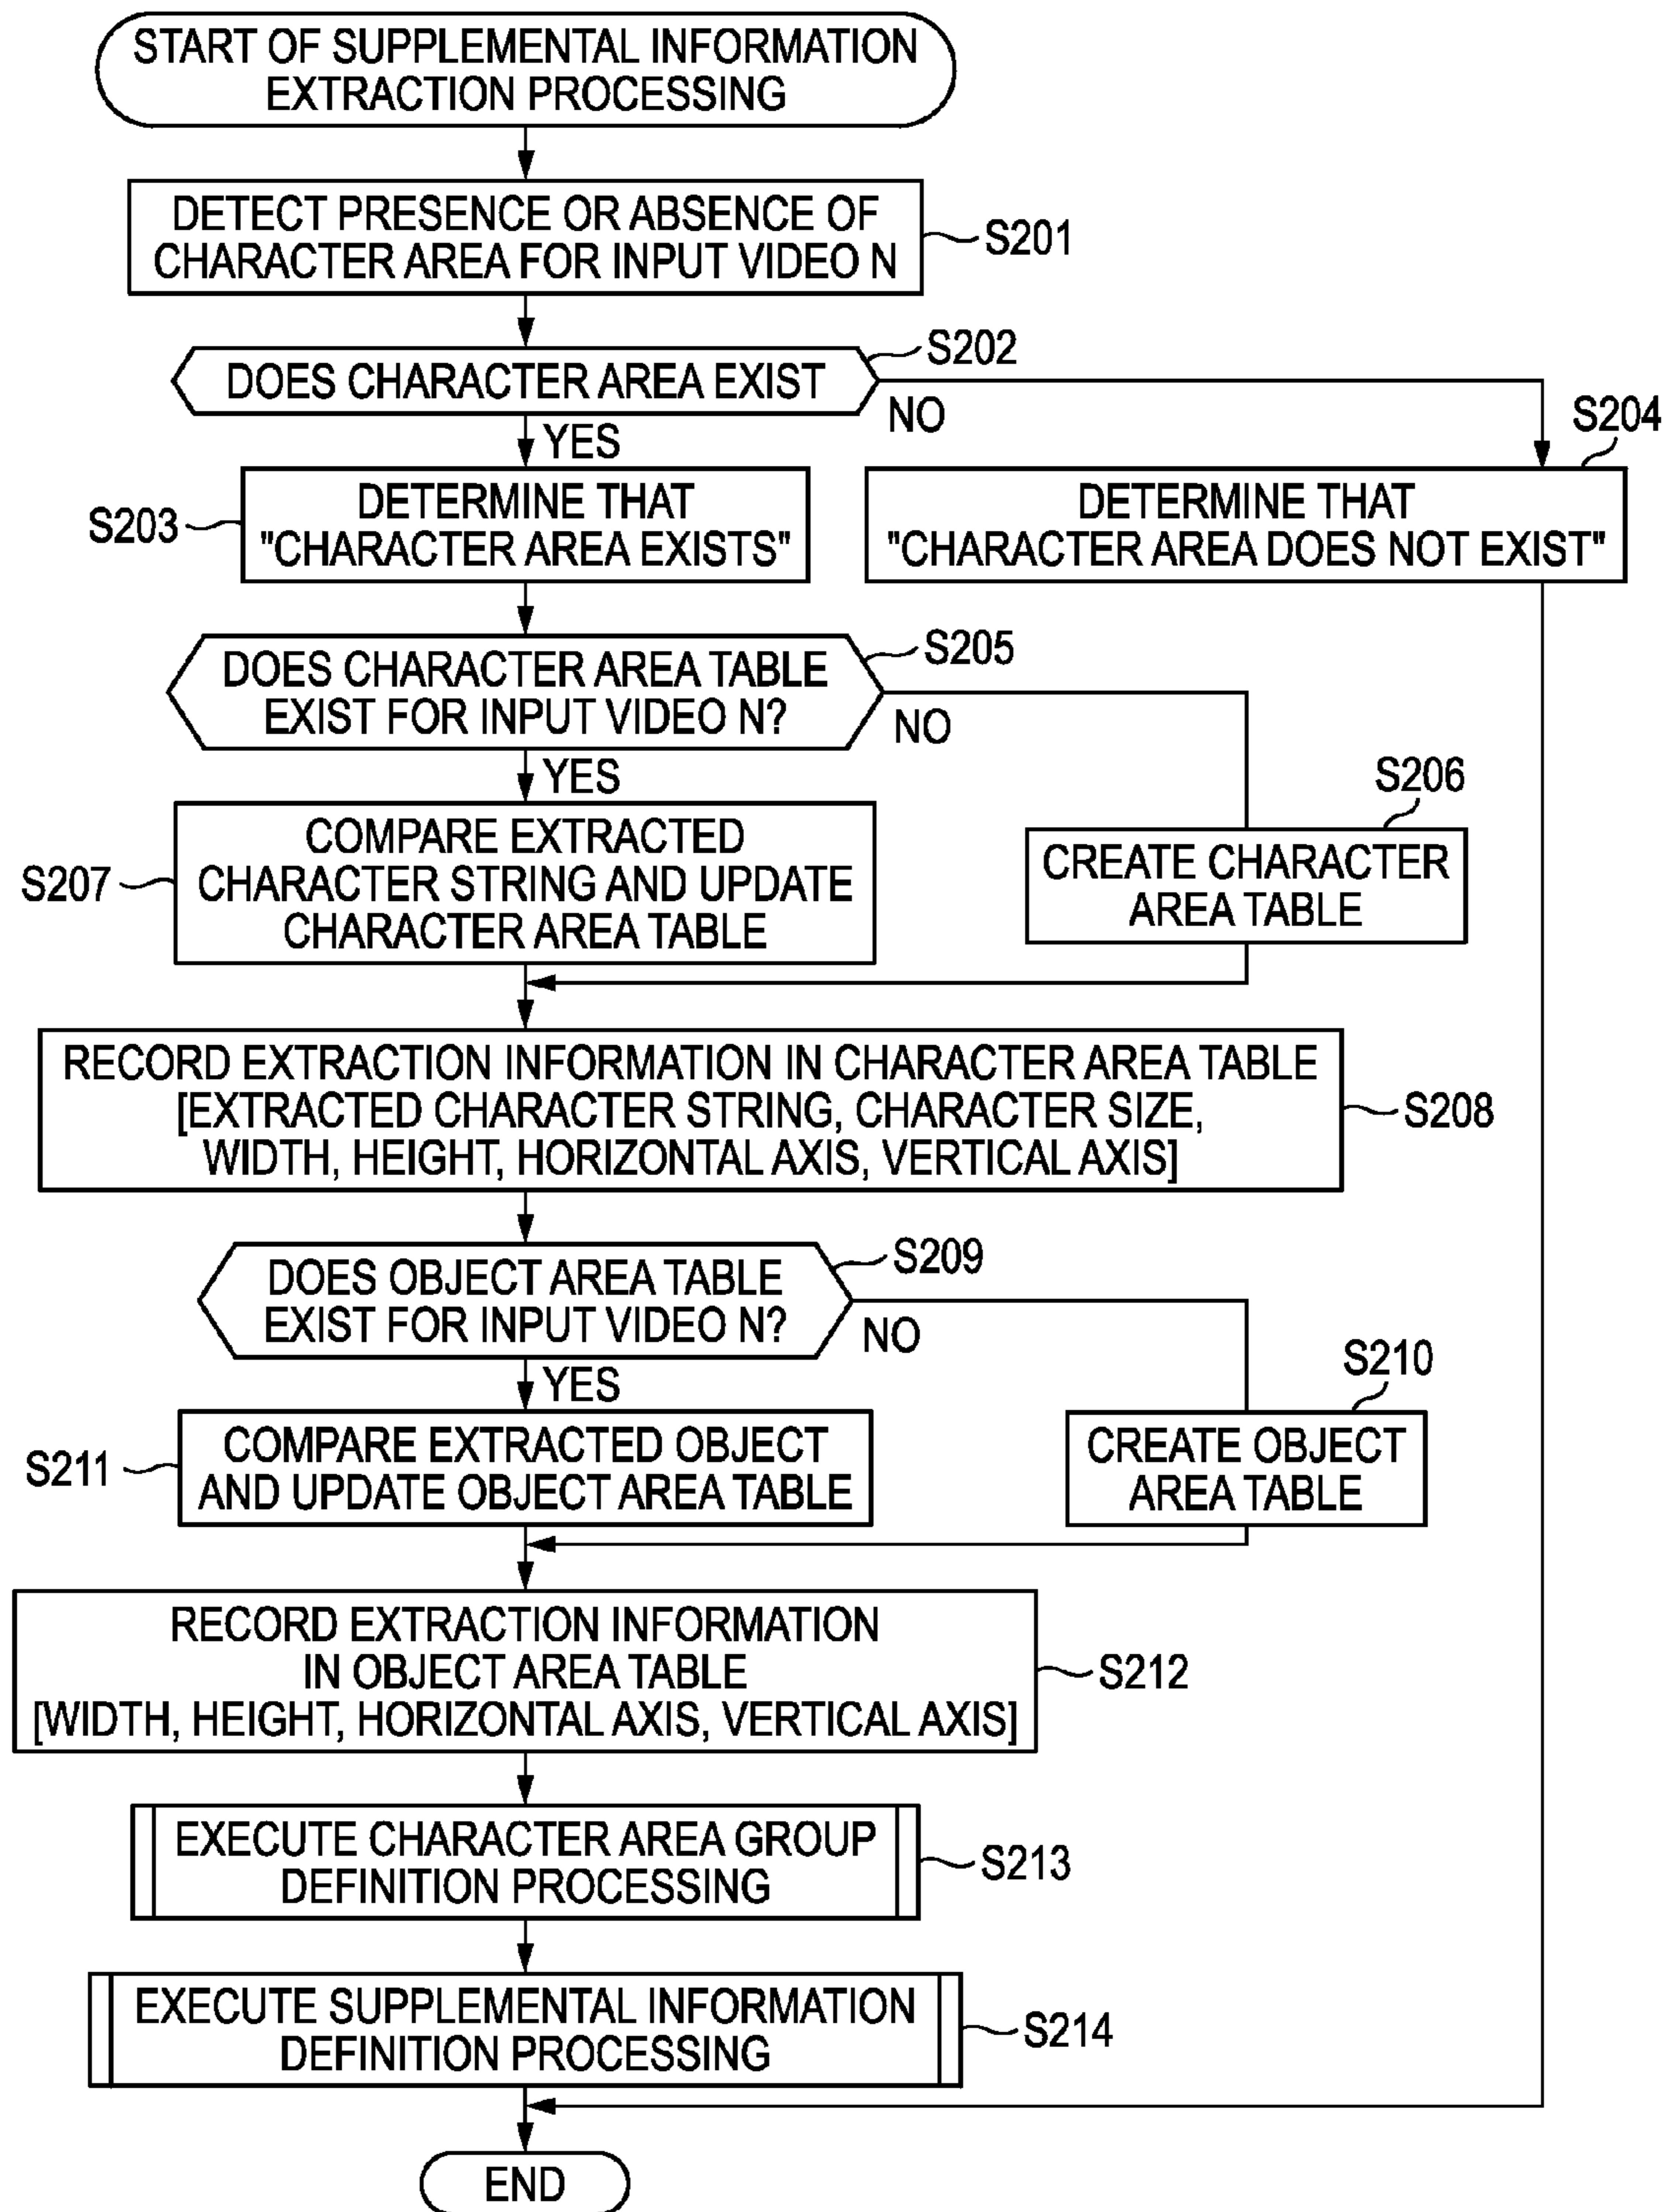 START OF SUPPLEMENTAL INFORMATION
EXTRACTION PROCESSING
DETECT PRESENCE OR ABSENCE OF
CHARACTER AREA FOR INPUT VIDEO N
S201
DOES CHARACTER AREA EXIST
S202
NO
YES
S203
DETERMINE THAT
"CHARACTER AREA EXISTS"
S204
DETERMINE THAT
"CHARACTER AREA DOES NOT EXIST"
DOES CHARACTER AREA TABLE
EXIST FOR INPUT VIDEO N?
S205
NO
YES
S206
CREATE CHARACTER
AREA TABLE
S207
COMPARE EXTRACTED
CHARACTER STRING AND UPDATE
CHARACTER AREA TABLE
RECORD EXTRACTION INFORMATION IN CHARACTER AREA TABLE
[EXTRACTED CHARACTER STRING, CHARACTER SIZE,
WIDTH, HEIGHT, HORIZONTAL AXIS, VERTICAL AXIS]
S208
DOES OBJECT AREA TABLE
EXIST FOR INPUT VIDEO N?
S209
NO
YES
S210
CREATE OBJECT
AREA TABLE
S211
COMPARE EXTRACTED OBJECT
AND UPDATE OBJECT AREA TABLE
RECORD EXTRACTION INFORMATION
IN OBJECT AREA TABLE
[WIDTH, HEIGHT, HORIZONTAL AXIS, VERTICAL AXIS]
S212
EXECUTE CHARACTER AREA GROUP
DEFINITION PROCESSING
S213
EXECUTE SUPPLEMENTAL INFORMATION
DEFINITION PROCESSING
S214
END